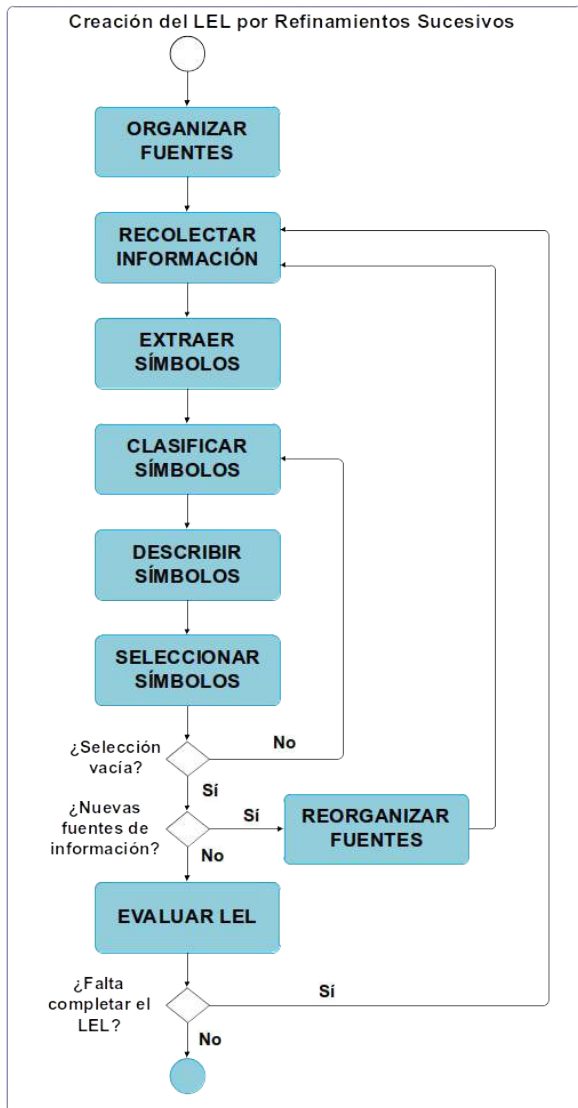 Creación del LEL por Refinamientos Sucesivos
ORGANIZAR
FUENTES
RECOLECTAR
INFORMACIÓN
EXTRAER
SÍMBOLOS
CLASIFICAR
SÍMBOLOS
DESCRIBIR
SÍMBOLOS
SELECCIONAR
SÍMBOLOS
¿Selección
vacía?
No
Sí
¿Nuevas
fuentes de
información?
Sí
REORGANIZAR
FUENTES
No
EVALUAR LEL
¿Falta
completar el
LEL?
Sí
No